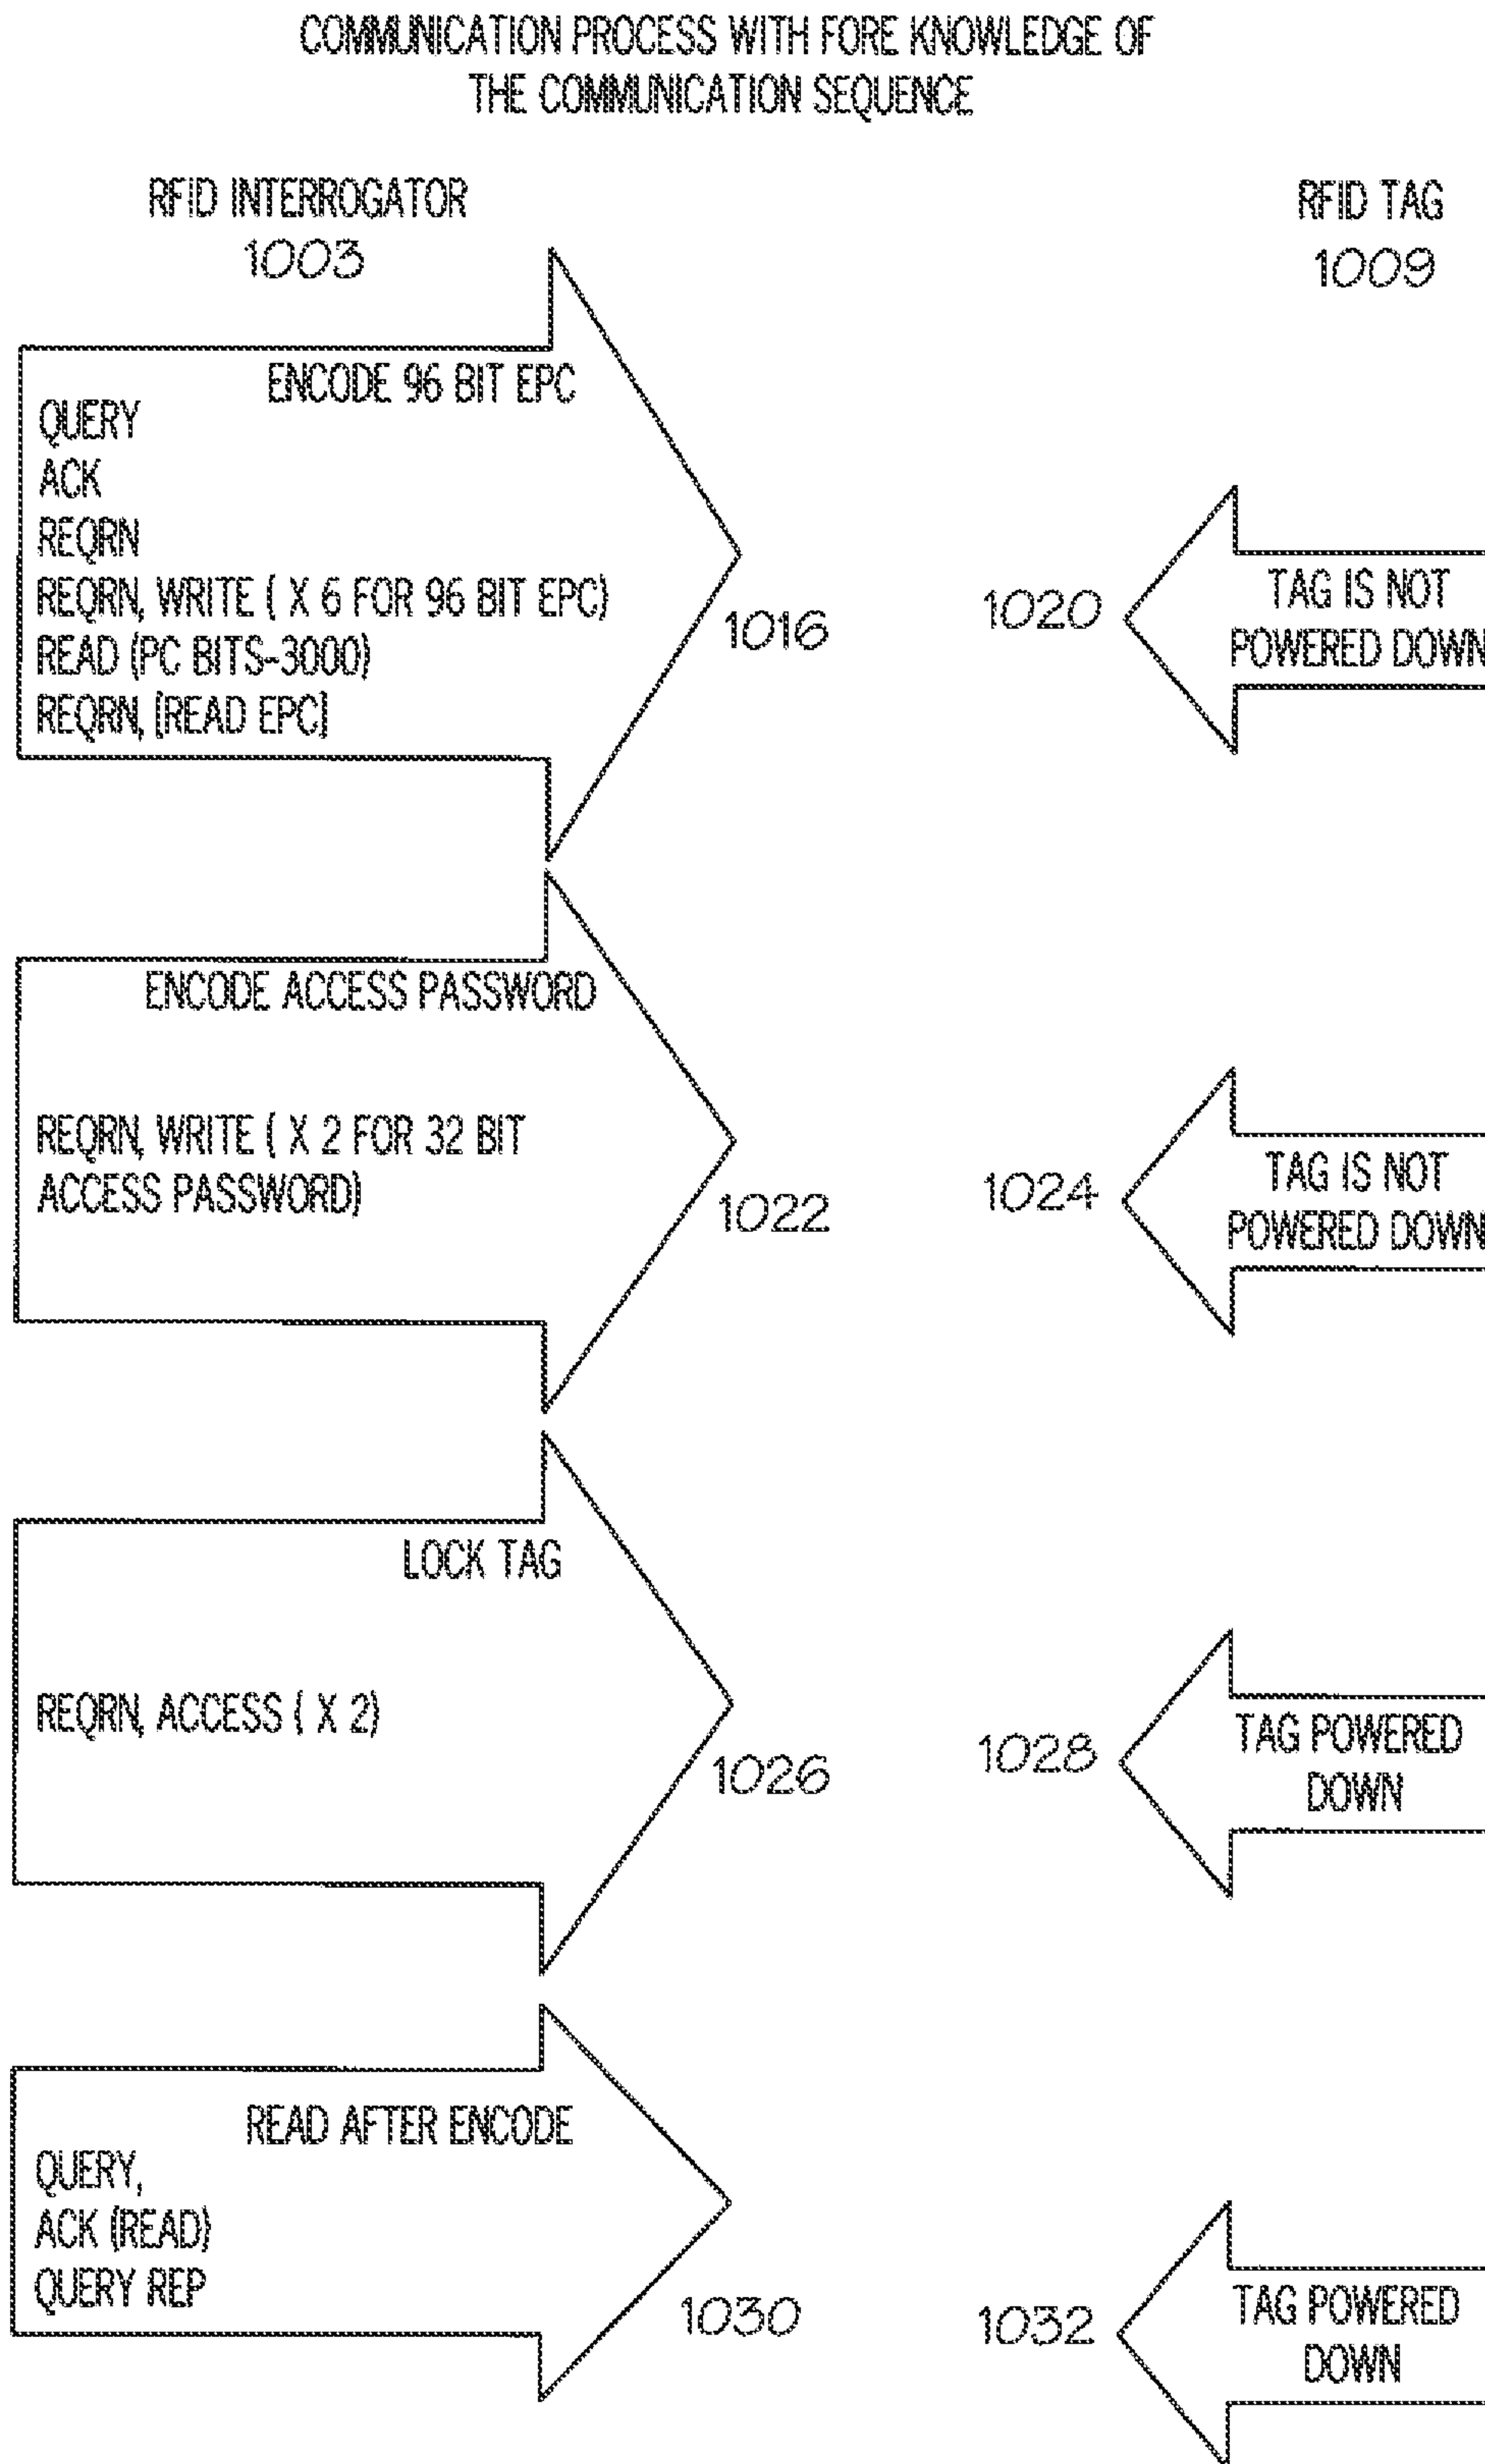 COMMUNICATION PROCESS WITH FORE KNOWLEDGE OF
THE COMMUNICATION SEQUENCE
RFID INTERROGATOR
1003
RFID TAG
1009
ENCODE 96 BIT EPC
QUERY
ACK
REQRN
REQRN, WRITE ( X 6 FOR 96 BIT EPC)
READ (PC BITS-3000)
REQRN, [READ EPC]
1016
1020
TAG IS NOT
POWERED DOWN
ENCODE ACCESS PASSWORD
REQRN, WRITE ( X 2 FOR 32 BIT
ACCESS PASSWORD)
1022
1024
TAG IS NOT
POWERED DOWN
LOCK TAG
REQRN, ACCESS ( X 2)
1026
1028
TAG POWERED
DOWN
READ AFTER ENCODE
QUERY,
ACK (READ)
QUERY REP
1030
1032
TAG POWERED
DOWN